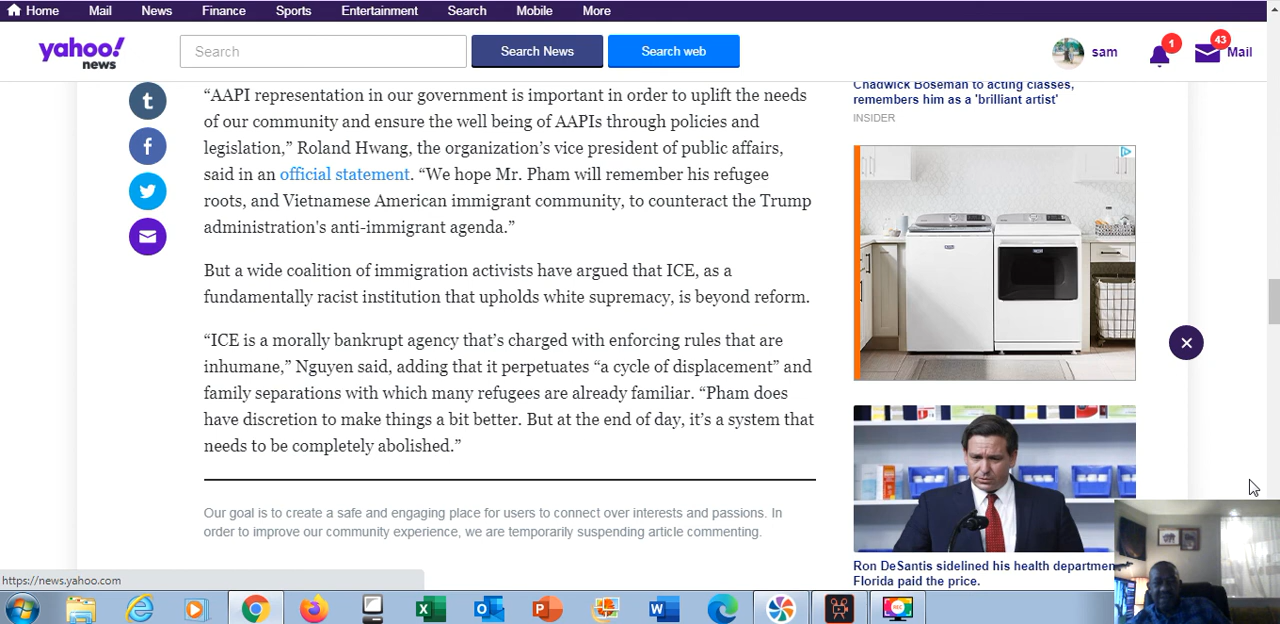 Home Mail News Finance Sports Entertainment Search Mobile More
yahoo!
news
Search
Search News
Search web
sam
1
43
Mail
t
f
“AAPI representation in our government is important in order to uplift the needs
of our community and ensure the well being of AAPIs through policies and
legislation,” Roland Hwang, the organization’s vice president of public affairs,
said in an official statement. “We hope Mr. Pham will remember his refugee
roots, and Vietnamese American immigrant community, to counteract the Trump
administration's anti-immigrant agenda.”
But a wide coalition of immigration activists have argued that ICE, as a
fundamentally racist institution that upholds white supremacy, is beyond reform.
“ICE is a morally bankrupt agency that’s charged with enforcing rules that are
inhumane,” Nguyen said, adding that it perpetuates “a cycle of displacement” and
family separations with which many refugees are already familiar. “Pham does
have discretion to make things a bit better. But at the end of day, it’s a system that
needs to be completely abolished.”
Our goal is to create a safe and engaging place for users to connect over interests and passions. In
order to improve our community experience, we are temporarily suspending article commenting.
Chadwick Boseman to acting classes,
remembers him as a 'brilliant artist'
INSIDER
Ron DeSantis sidelined his health departmen
Florida paid the price.
https://news.yahoo.com
REC